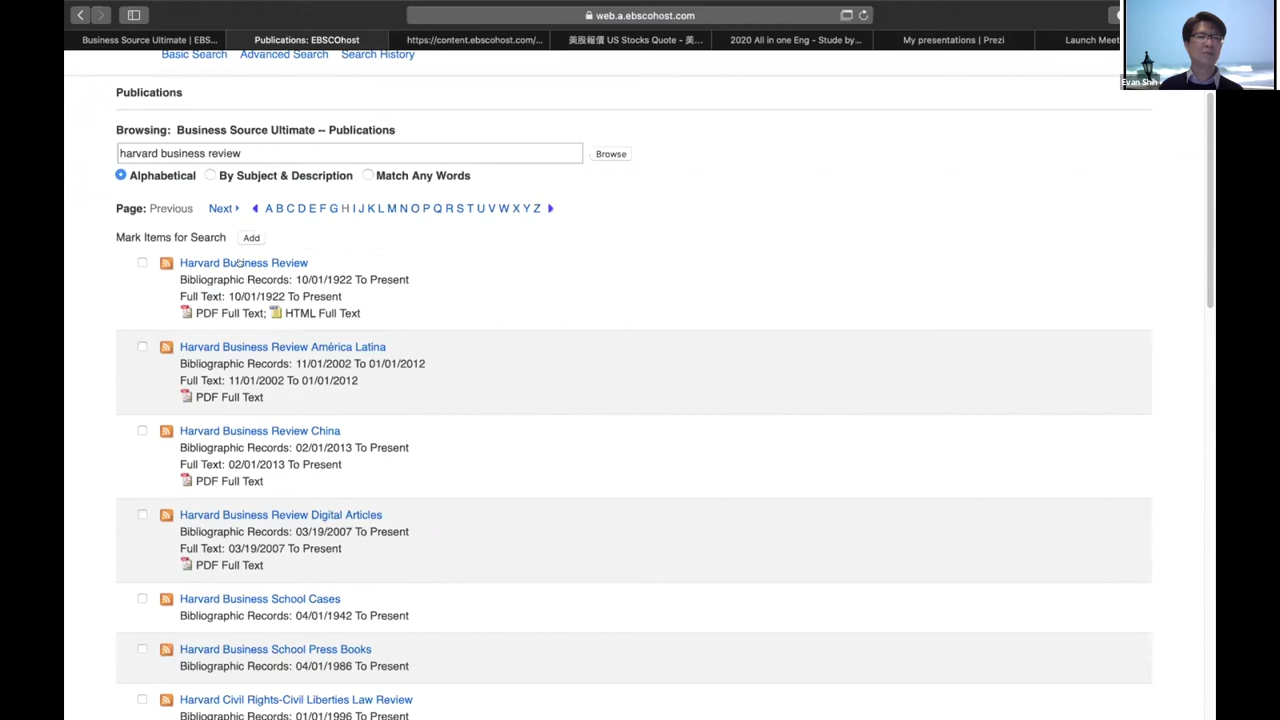 web.a.ebscohost.com
Business Source Ultimate | EBS...
Publications: EBSCOhost
https://content.ebscohost.com/...
美股報價 US Stocks Quote - 美...
2020 All in one Eng - Stude by...
My presentations | Prezi
Launch Meet
Evan Shih
Basic Search Advanced Search Search History
Publications
Browsing: Business Source Ultimate -- Publications
harvard business review
Browse
Alphabetical By Subject & Description Match Any Words
Page: Previous Next A B C D E F G H I J K L M N O P Q R S T U V W X Y Z
Mark Items for Search Add
Harvard Business Review
Bibliographic Records: 10/01/1922 To Present
Full Text: 10/01/1922 To Present
PDF Full Text; HTML Full Text
Harvard Business Review América Latina
Bibliographic Records: 11/01/2002 To 01/01/2012
Full Text: 11/01/2002 To 01/01/2012
PDF Full Text
Harvard Business Review China
Bibliographic Records: 02/01/2013 To Present
Full Text: 02/01/2013 To Present
PDF Full Text
Harvard Business Review Digital Articles
Bibliographic Records: 03/19/2007 To Present
Full Text: 03/19/2007 To Present
PDF Full Text
Harvard Business School Cases
Bibliographic Records: 04/01/1942 To Present
Harvard Business School Press Books
Bibliographic Records: 04/01/1986 To Present
Harvard Civil Rights-Civil Liberties Law Review
Bibliographic Records: 01/01/1996 To Present